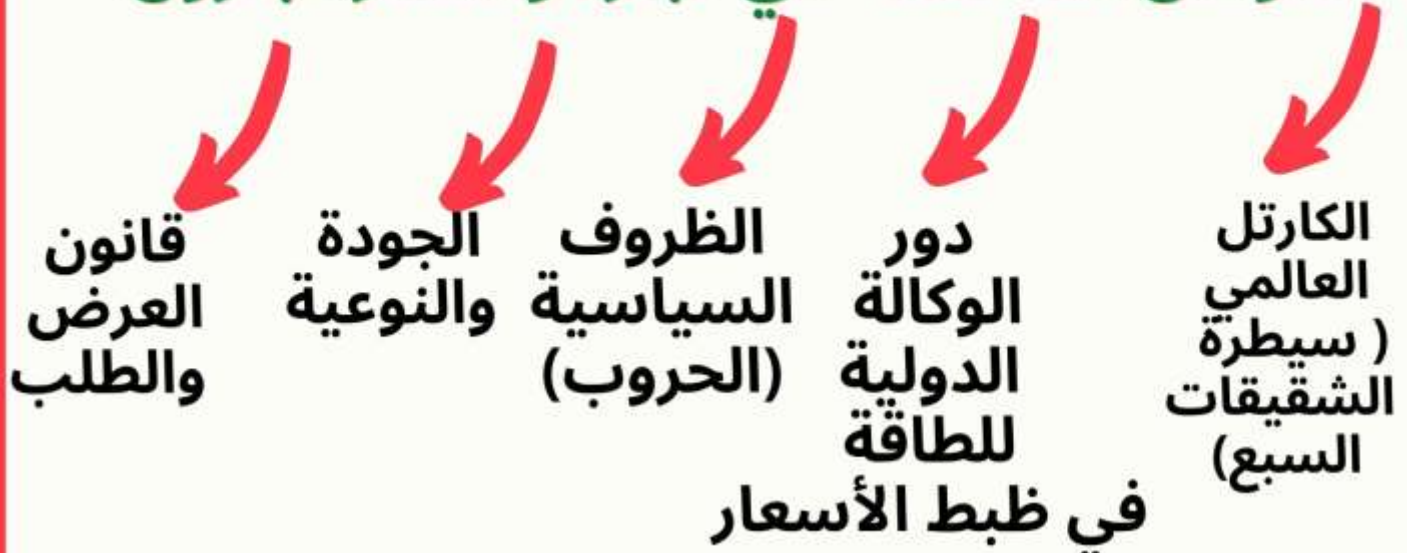 الكارتل
العالمي
( سيطرة
الشقيقات
السبع)
دور
الوكالة
الدولية
للطاقة
في ظبط الأسعار
الظروف
السياسية
(الحروب)
الجودة
والنوعية
قانون
العرض
والطلب